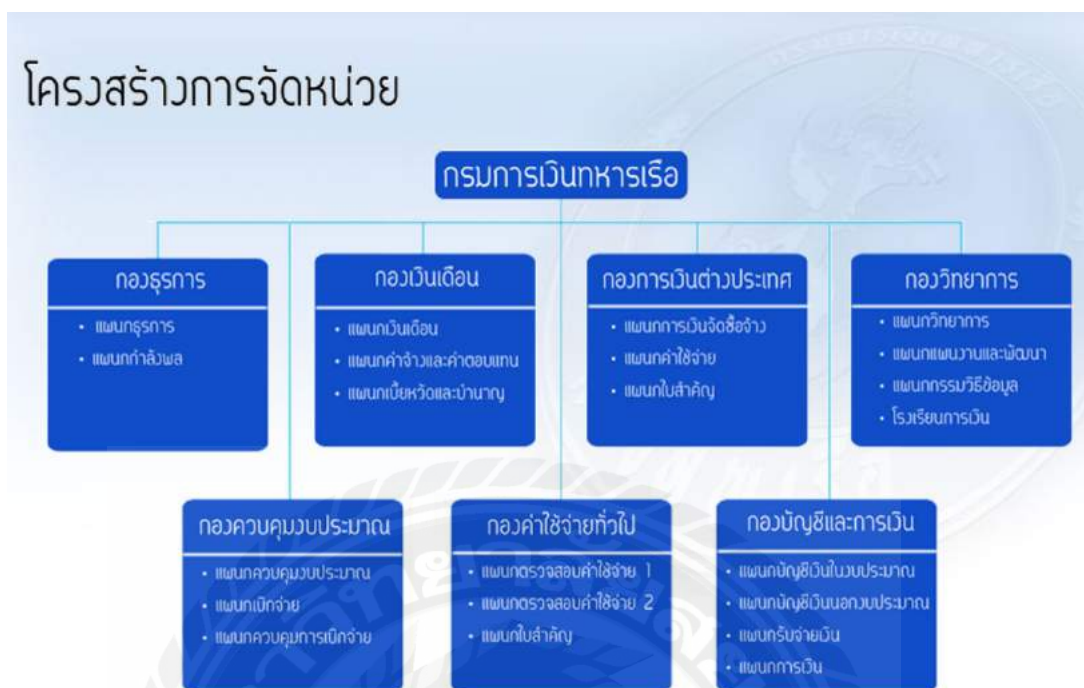 โครงสร้างการจัดหน่วย
กรมการเงินทหารเรือ
กองธุรการ
• แผนกธุรการ
• แผนกกำลังพล
กองเงินเดือน
• แผนกเงินเดือน
• แผนกค่าจ้างและค่าตอบแทน
• แผนกเบี้ยหวัดและบำนาญ
กองการเงินต่างประเทศ
• แผนกการเงินจัดซื้อจ้าง
• แผนกค่าใช้จ่าย
• แผนกใบสำคัญ
กองวิทยาการ
• แผนกวิทยาการ
• แผนกแผนงานและพัฒนา
• แผนกกรรมวิธีข้อมูล
• โรงเรียนการเงิน
กองควบคุมงบประมาณ
• แผนกควบคุมงบประมาณ
• แผนกเบิกจ่าย
• แผนกควบคุมการเบิกจ่าย
กองค่าใช้จ่ายทั่วไป
• แผนกตรวจสอบค่าใช้จ่าย 1
• แผนกตรวจสอบค่าใช้จ่าย 2
• แผนกใบสำคัญ
กองบัญชีและการเงิน
• แผนกบัญชีเงินในงบประมาณ
• แผนกบัญชีเงินนอกงบประมาณ
• แผนกรับจ่ายเงิน
• แผนกการเงิน